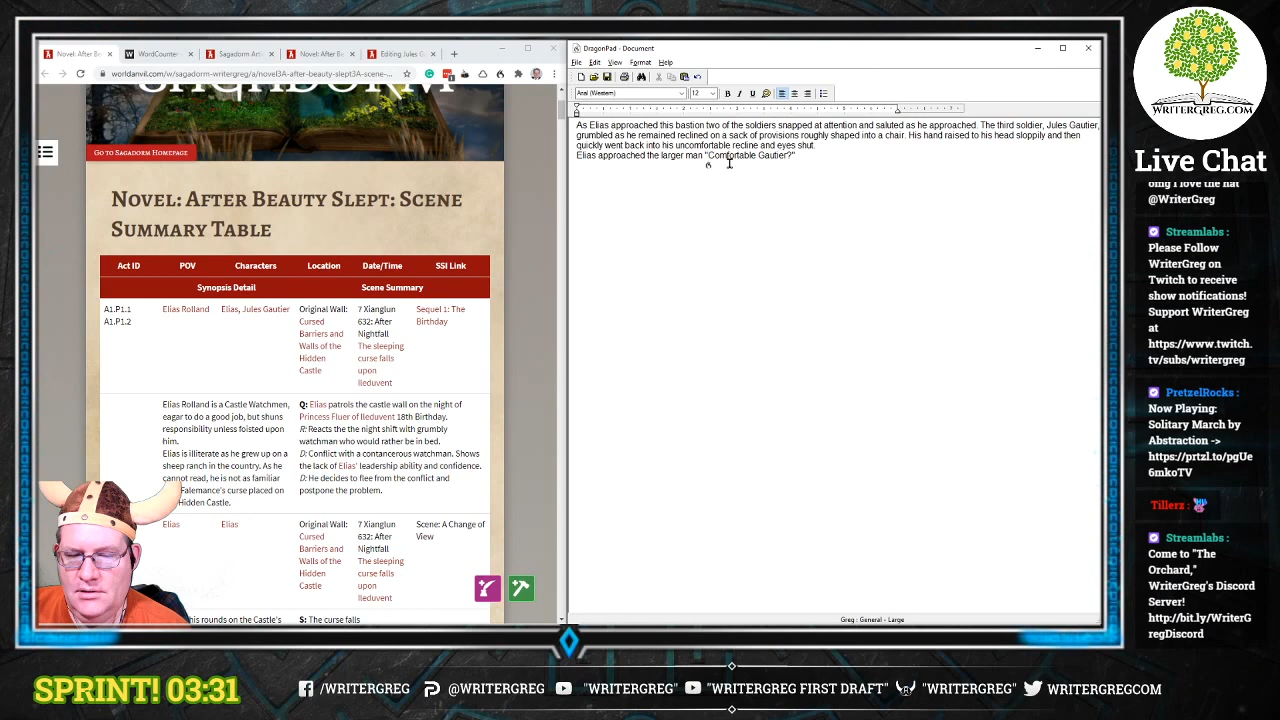 Novel: After Be
WordCounter
Sagadorm Art
Novel: After Be
Editing Jules G
worldanvil.com/w/sagadorm-writergreg/a/novel3A-after-beauty-slept3A-scene-...
SAGADORM
GO TO SAGADORM HOMEPAGE
NOVEL: AFTER BEAUTY SLEPT: SCENE
SUMMARY TABLE
Act ID POV Characters Location Date/Time SSI Link
Synopsis Detail Scene Summary
A1.P1.1 Elias Rolland Elias, Jules Gautier Original Wall: 7 Xianglun Sequel 1: The
A1.P1.2 Cursed 632: After Birthday
Barriers and Nightfall
Walls of the The sleeping
Hidden curse falls
Castle upon
Ileduvent
Elias Rolland is a Castle Watchmen, Q: Elias patrols the castle wall on the night of
eagar to do a good job, but shuns Princess Fluer of Ileduvent 18th Birthday.
responsibility unless foisted upon R: Reacts the the night shift with grumbly
him. watchman who would rather be in bed.
Elias is illiterate as he grew up on a D: Conflict with a contancerous watchman. Shows
sheep ranch in the country. As he the lack of Elias' leadership ability and confidence.
cannot read, he is not as familiar D: He decides to flee from the conflict and
Falemance's curse placed on postpone the problem.
Hidden Castle.
Elias Elias Original Wall: 7 Xianglun Scene: A Change of
Cursed 632: After View
Barriers and Nightfall
Walls of the The sleeping
Hidden curse falls
Castle upon
Ileduvent
his rounds on the Castle's S: The curse falls
DragonPad - Document
File Edit View Format Help
Arial (Western) 12
As Elias approached this bastion two of the soldiers snapped at attention and saluted as he approached. The third soldier, Jules Gautier,
grumbled as he remained reclined on a sack of provisions roughly shaped into a chair. His hand raised to his head sloppily and then
quickly went back into his uncomfortable recline and eyes shut.
Elias approached the larger man "Comfortable Gautier?"
Greg : General - Large
WRITERGREG.COM
Live Chat
omg I love the hat
@WriterGreg
Streamlabs :
Please Follow
WriterGreg on
Twitch to receive
show notifications!
Support WriterGreg
at
https://www.twitch.
tv/subs/writergreg
PretzelRocks :
Now Playing:
Solitary March by
Abstraction ->
https://prtzl.to/pgUe
6mkoTV
Tillerz :
Streamlabs :
Come to "The
Orchard,"
WriterGreg's Discord
Server!
http://bit.ly/WriterG
regDiscord
SPRINT! 03:31
/WRITERGREG
@WRITERGREG
"WRITERGREG"
"WRITERGREG FIRST DRAFT"
"WRITERGREG"
WRITERGREGCOM